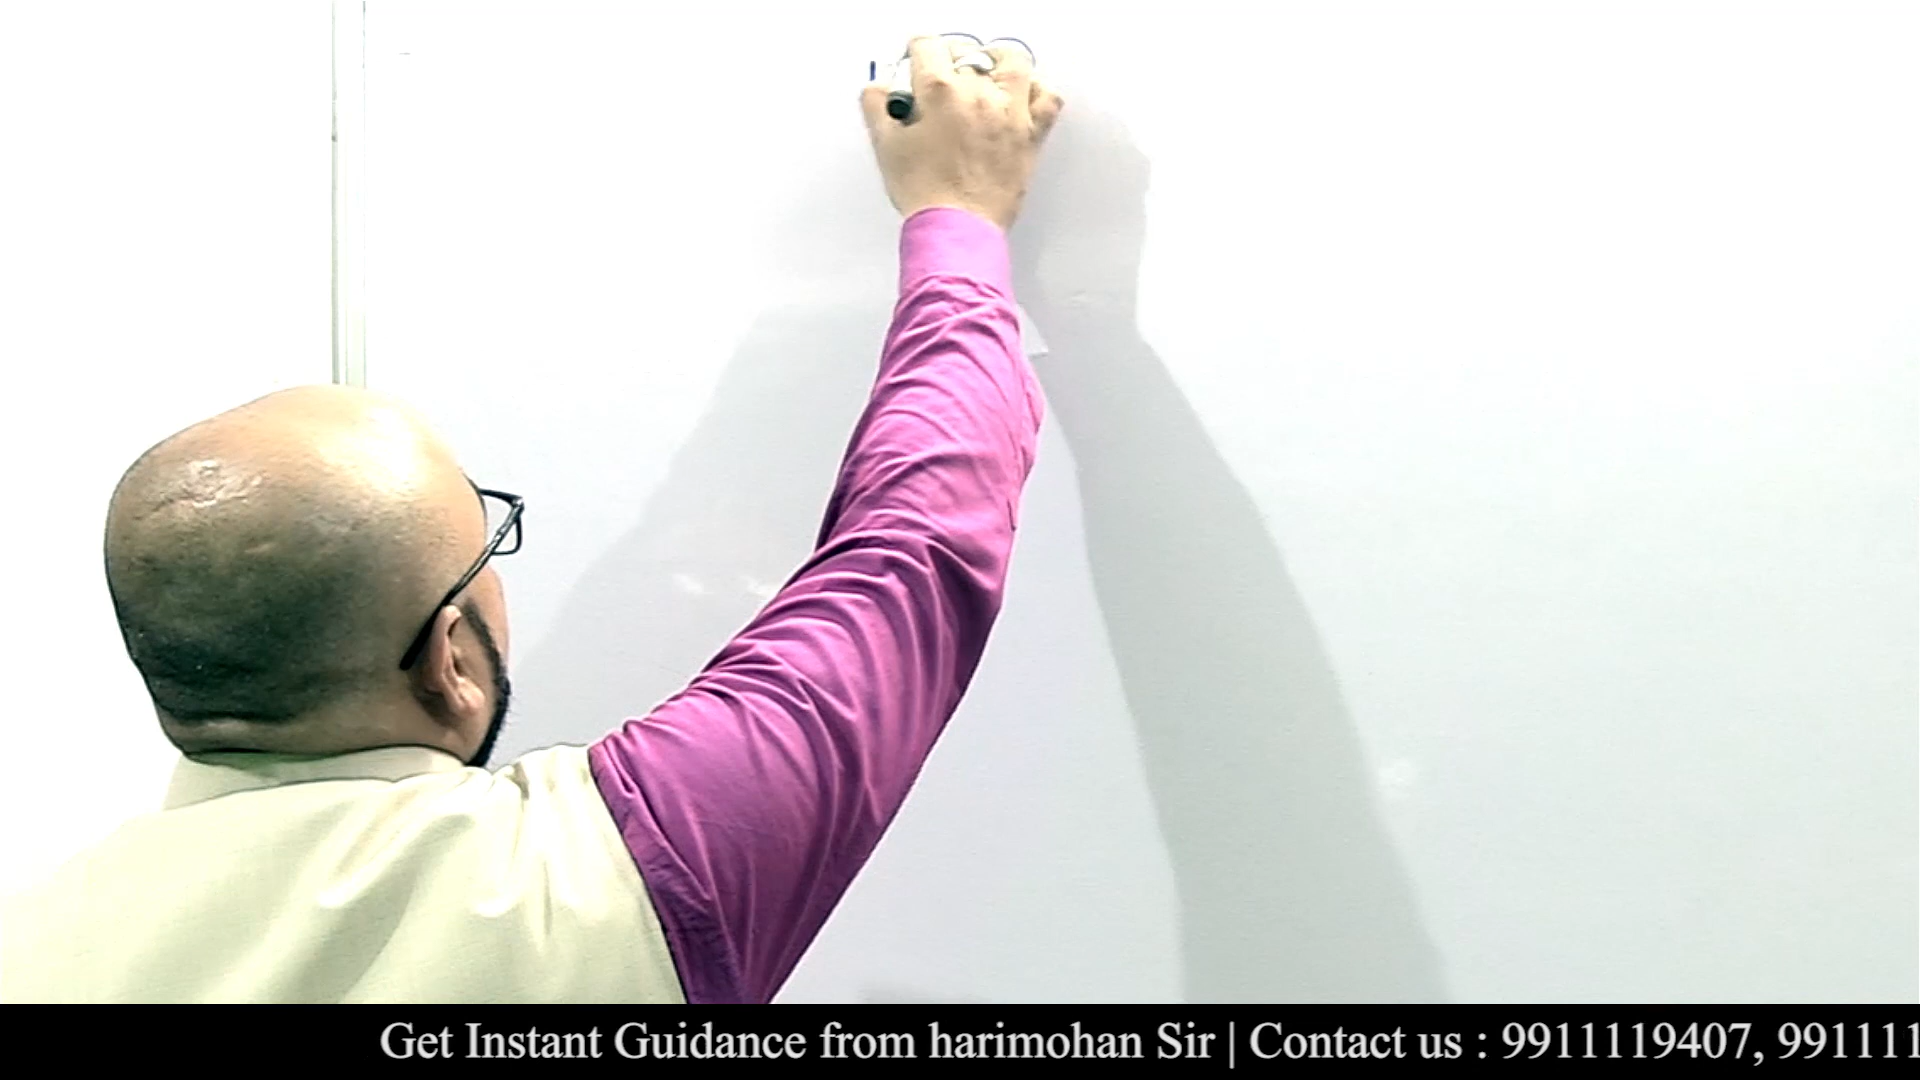 Get Instant Guidance from harimohan Sir | Contact us : 9911119407, 991111